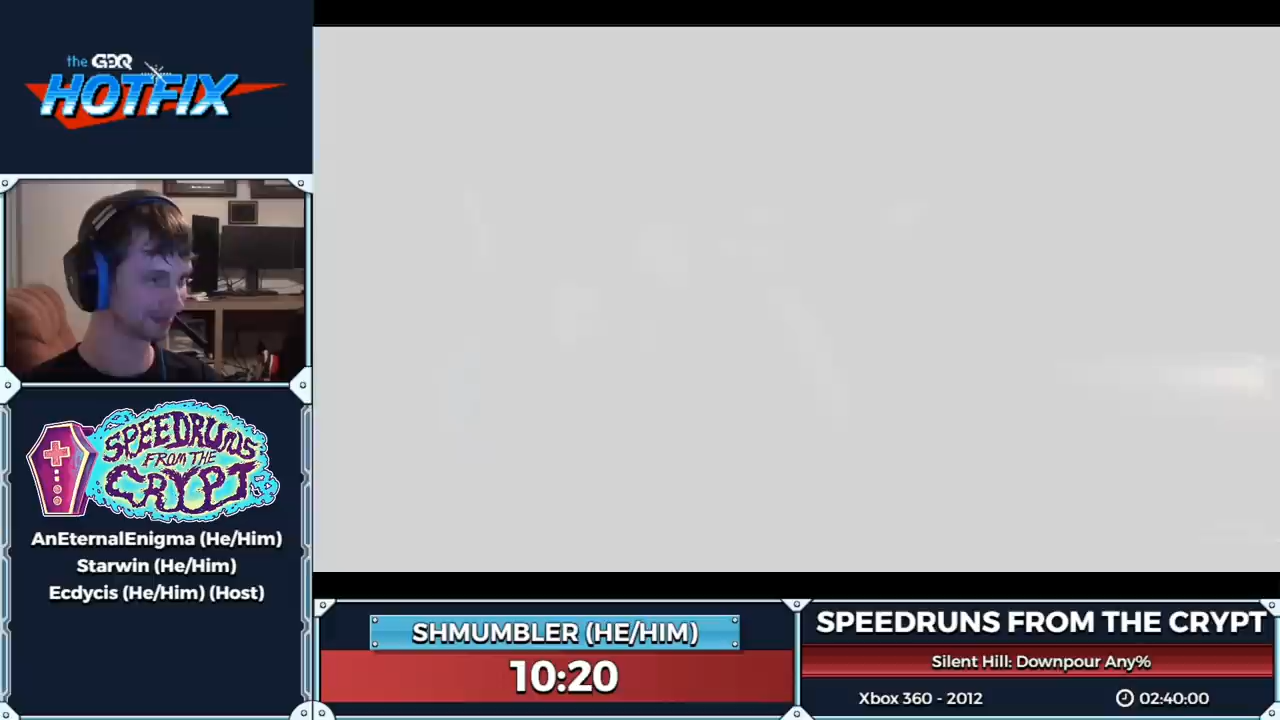 the GDQ
HOTFIX
SPEEDRUNS
FROM THE
CRYPT
AnEternalEnigma (He/Him)
Starwin (He/Him)
Ecdycis (He/Him) (Host)
SHMUMBLER (HE/HIM)
10:20
SPEEDRUNS FROM THE CRYPT
Silent Hill: Downpour Any%
Xbox 360 - 2012
02:40:00